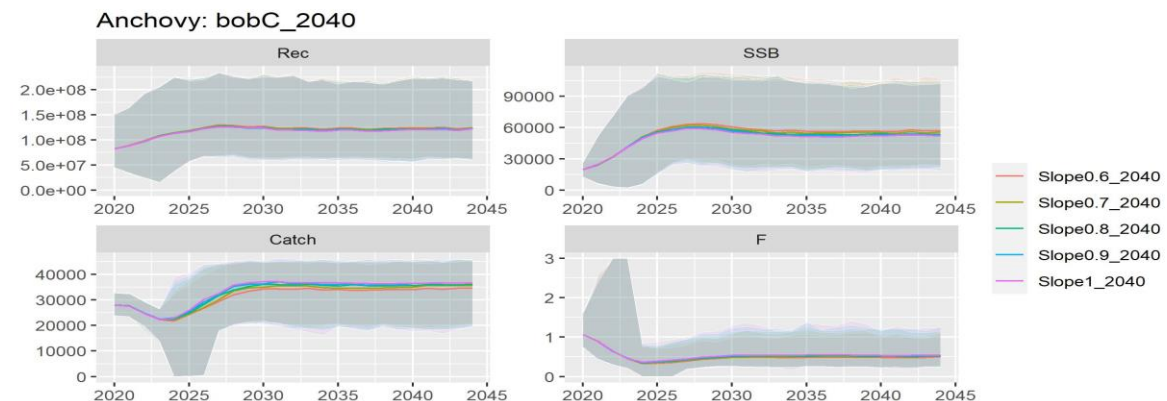 Anchovy: bobC_2040
Rec
SSB
2.0e+08
1.5e+08
1.0e+08
5.0e+07
0.0e+00
90000
60000
30000
0
2020 2025 2030 2035 2040 2045
2020 2025 2030 2035 2040 2045
Catch
F
40000
30000
20000
10000
0
3
2
1
0
2020 2025 2030 2035 2040 2045
2020 2025 2030 2035 2040 2045
Slope0.6_2040
Slope0.7_2040
Slope0.8_2040
Slope0.9_2040
Slope1_2040